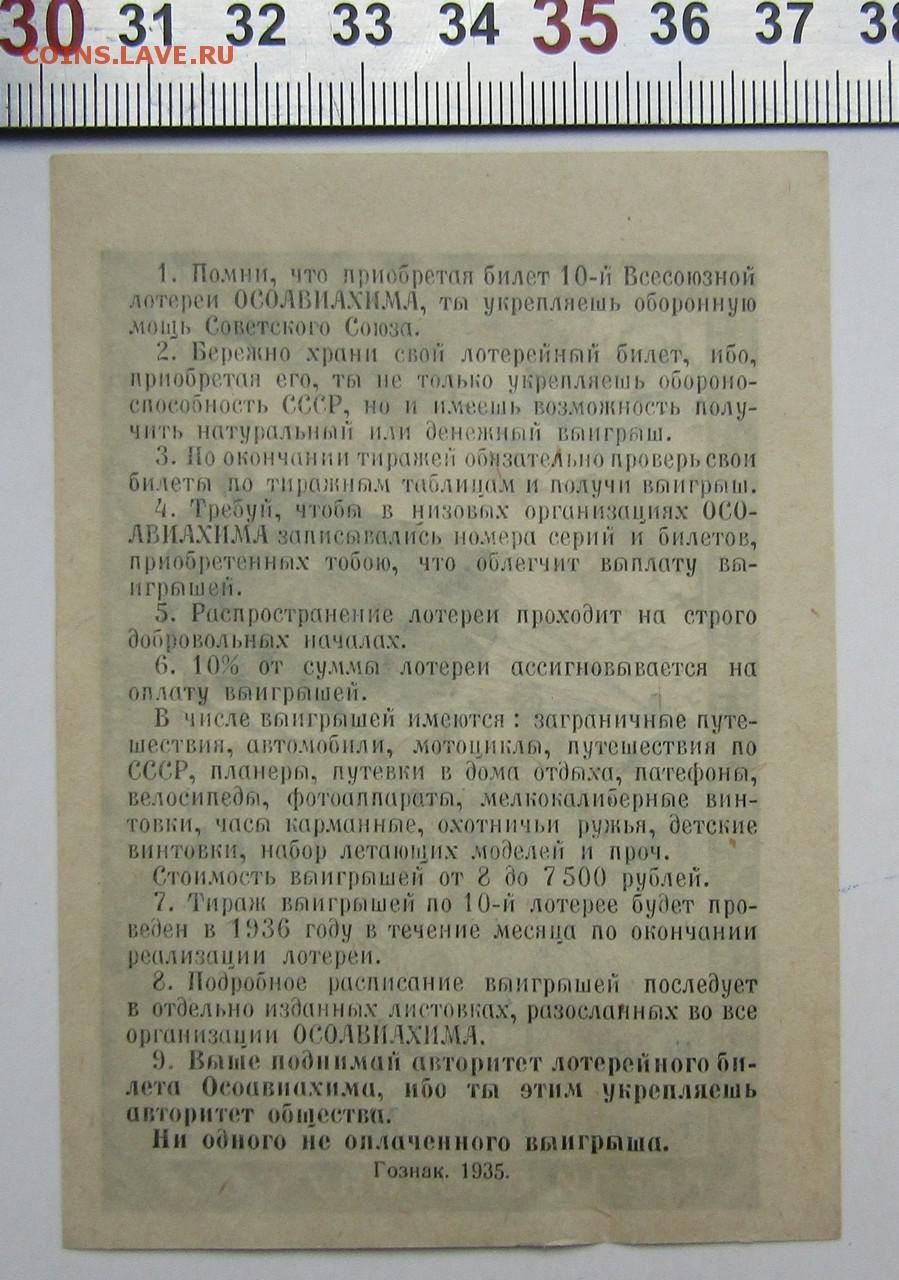 30 31 32 33 34 35 36 37 38
COINS.LAVE.RU
1. Помни, что приобретая билет 10-й Всесоюзной
лотереи ОСОАВИАХИМА, ты укрепляешь оборонную
мощь Советского Союза.
2. Бережно храни свой лотерейный билет, ибо,
приобретая его, ты не только укрепляешь обороно-
способность СССР, но и имеешь возможность полу-
чить натуральный или денежный выигрыш.
3. По окончании тиражей обязательно проверь свои
билеты по тиражным таблицам и получи выигрыш.
4. Требуй, чтобы в низовых организациях ОСО-
АВИАХИМА записывались номера серий и билетов,
приобретенных тобою, что облегчит выплату вы-
игрышей.
5. Распространение лотереи проходит на строго
добровольных началах.
6. 10% от суммы лотереи ассигновывается на
оплату выигрышей.
В числе выигрышей имеются: заграничные путе-
шествия, автомобили, мотоциклы, путешествия по
СССР, планеры, путевки в дома отдыха, патефоны,
велосипеды, фотоаппараты, мелкокалиберные вин-
товки, часы карманные, охотничьи ружья, детские
винтовки, набор летающих моделей и проч.
Стоимость выигрышей от 8 до 7500 рублей.
7. Тираж выигрышей по 10-й лотерее будет про-
веден в 1936 году в течение месяца по окончании
реализации лотереи.
8. Подробное расписание выигрышей последует
в отдельно изданных листовках, разосланных во все
организации ОСОАВИАХИМА.
9. Выше поднимай авторитет лотерейного би-
лета Осоавиахима, ибо ты этим укрепляешь
авторитет общества.
Ни одного не оплаченного выигрыша.
Гознак. 1935.